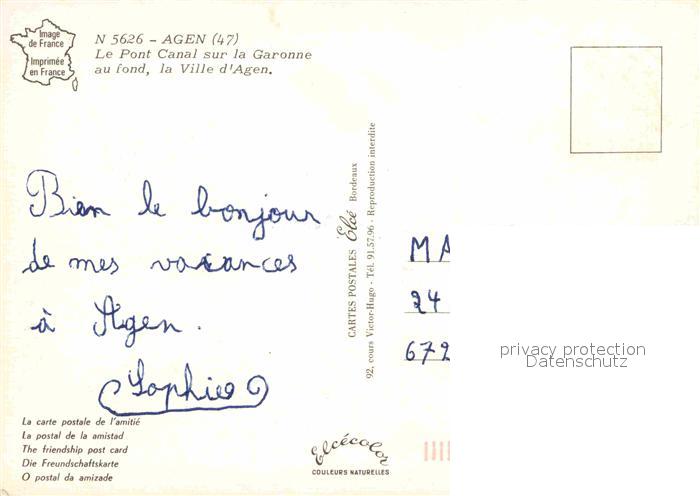 Image
de France
Imprimée
en France
N 5626 - AGEN (47)
Le Pont Canal sur la Garonne
au fond, la Ville d'Agen.
Bien le bonjour
de mes vacances
à Agen.
Sophie
La carte postale de l'amitié
La postal de la amistad
The friendship post card
Die Freundschaftskarte
O postal da amizade
CARTES POSTALES Elcé Bordeaux
92, cours Victor-Hugo - Tél. 91.57.96 - Reproduction interdite
Elcécolor
COULEURS NATURELLES
MA
24
672
privacy protection
Datenschutz